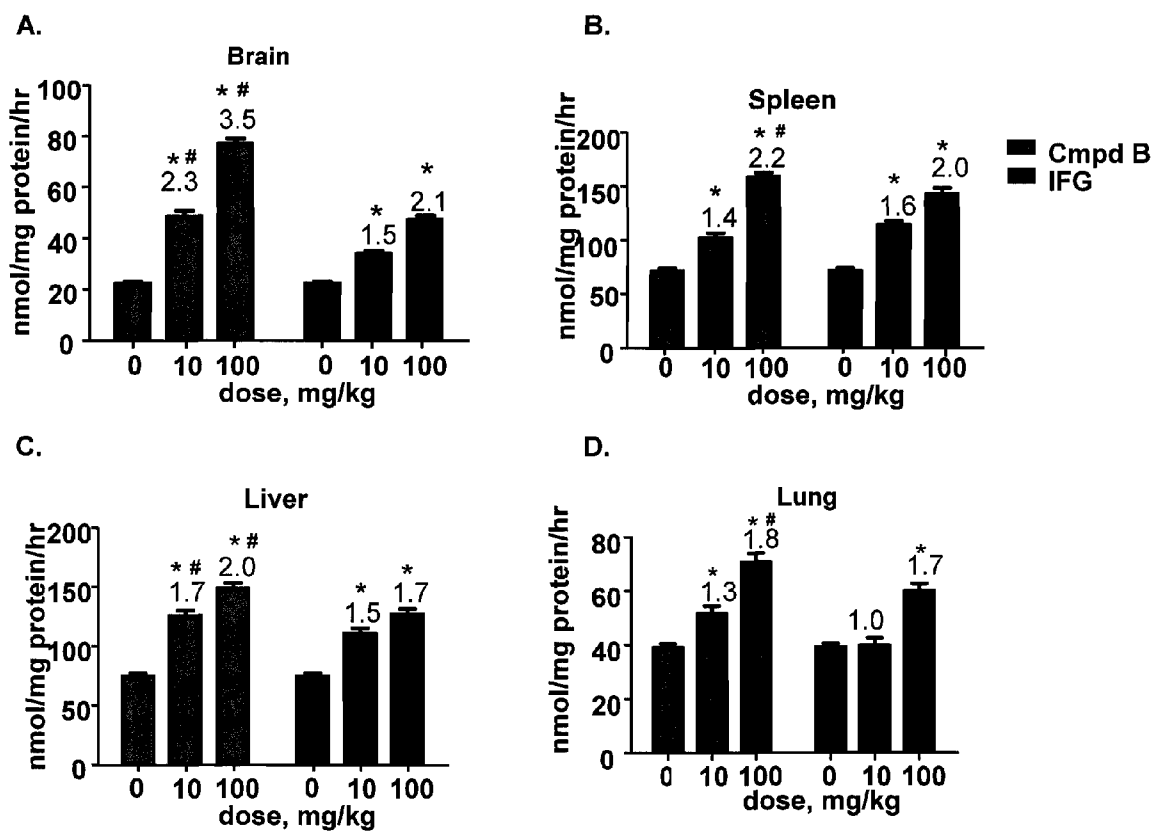 A.
Brain
nmol/mg protein/hr
100
80
60
40
20
0
* #
3.5
* #
2.3
*
2.1
*
1.5
0 10 100 0 10 100
dose, mg/kg
B.
Spleen
nmol/mg protein/hr
200
150
100
50
0
* #
2.2
*
1.4
*
2.0
*
1.6
0 10 100 0 10 100
dose, mg/kg
Cmpd B
IFG
C.
Liver
nmol/mg protein/hr
200
150
100
50
0
* #
2.0
* #
1.7
*
1.7
*
1.5
0 10 100 0 10 100
dose, mg/kg
D.
Lung
nmol/mg protein/hr
80
60
40
20
0
* #
1.8
*
1.3
*
1.7
1.0
0 10 100 0 10 100
dose, mg/kg